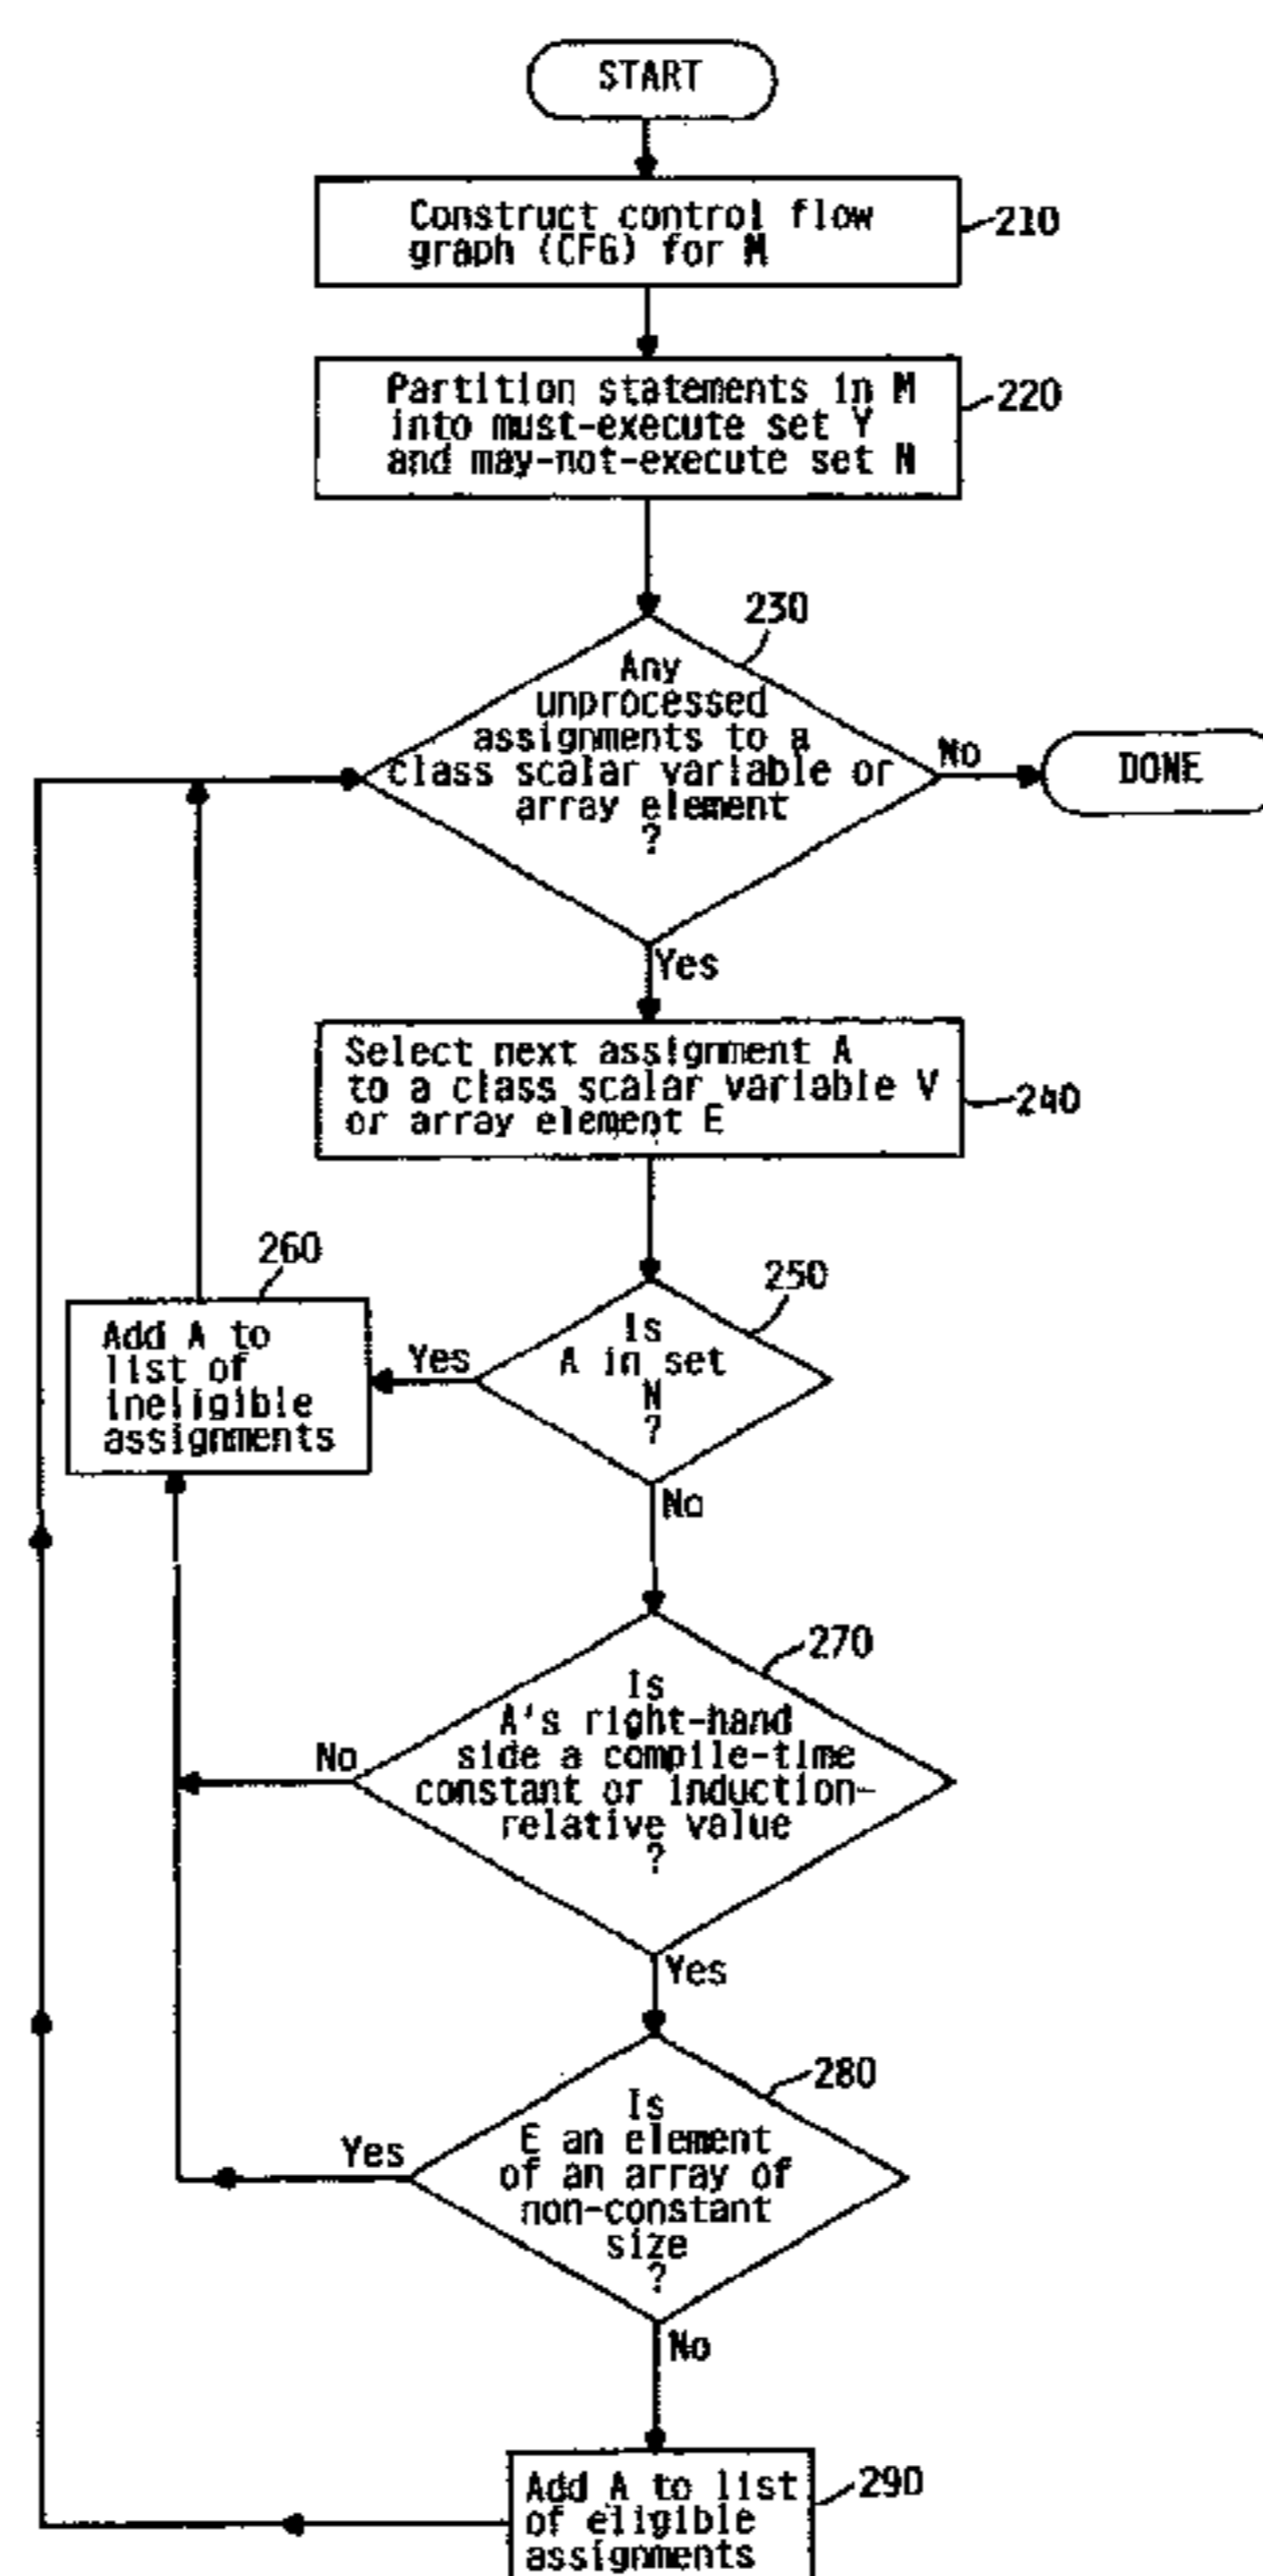 START
Construct control flow
graph (CFG) for M
210
Partition statements in M
into must-execute set Y
and may-not-execute set N
220
230
Any
unprocessed
assignments to a
class scalar variable or
array element
?
No
DONE
Yes
Select next assignment A
to a class scalar variable V
or array element E
240
260
Add A to
list of
ineligible
assignments
Yes
250
Is
A in set
N
?
No
270
Is
A's right-hand
side a compile-time
constant or induction-
relative value
?
No
Yes
280
Is
E an element
of an array of
non-constant
size
?
Yes
No
Add A to list
of eligible
assignments
290